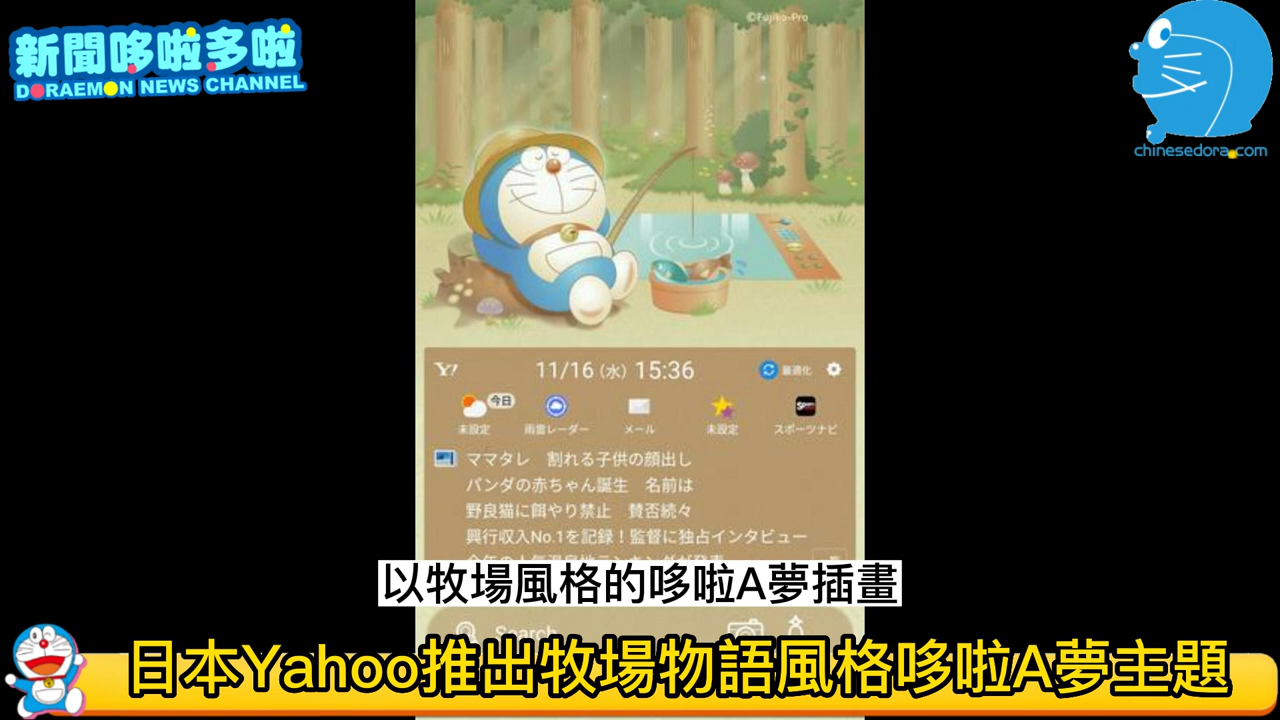 新聞哆啦多啦
DORAEMON NEWS CHANNEL
©Fujiko-Pro
chinesedora.com
Y!
11/16（水）15:36
最適化
今日
未設定
雨雲レーダー
メール
未設定
スポーツナビ
ママタレ　割れる子供の顔出し
パンダの赤ちゃん誕生　名前は
野良猫に餌やり禁止　賛否続々
興行収入No.1を記録！監督に独占インタビュー
以牧場風格的哆啦A夢插畫
Search
日本Yahoo推出牧場物語風格哆啦A夢主題